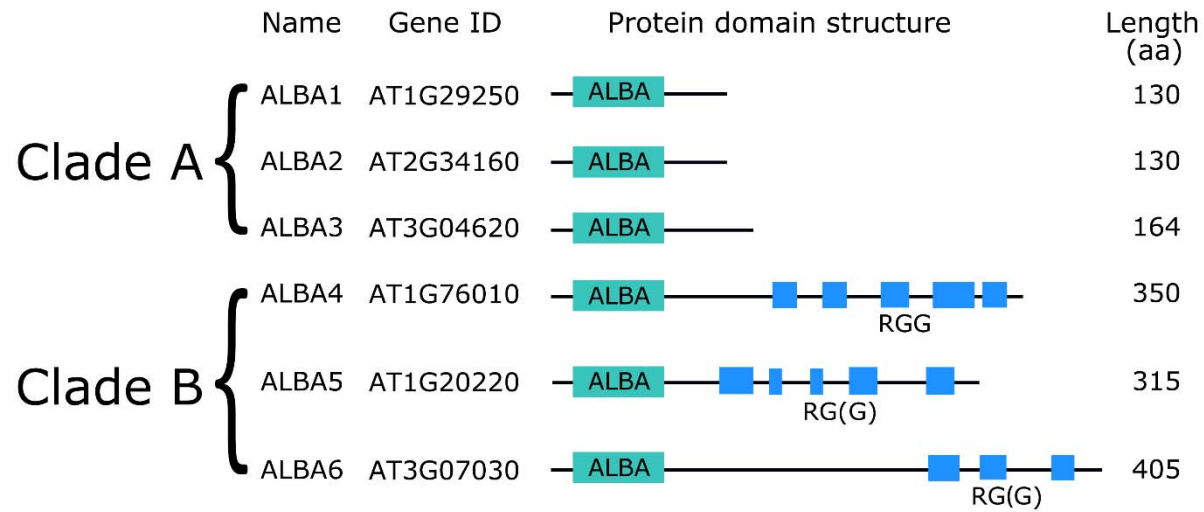 Name Gene ID Protein domain structure Length
(aa)
Clade A
ALBA1 AT1G29250 ALBA 130
ALBA2 AT2G34160 ALBA 130
ALBA3 AT3G04620 ALBA 164
Clade B
ALBA4 AT1G76010 ALBA 350
RGG
ALBA5 AT1G20220 ALBA 315
RG(G)
ALBA6 AT3G07030 ALBA 405
RG(G)